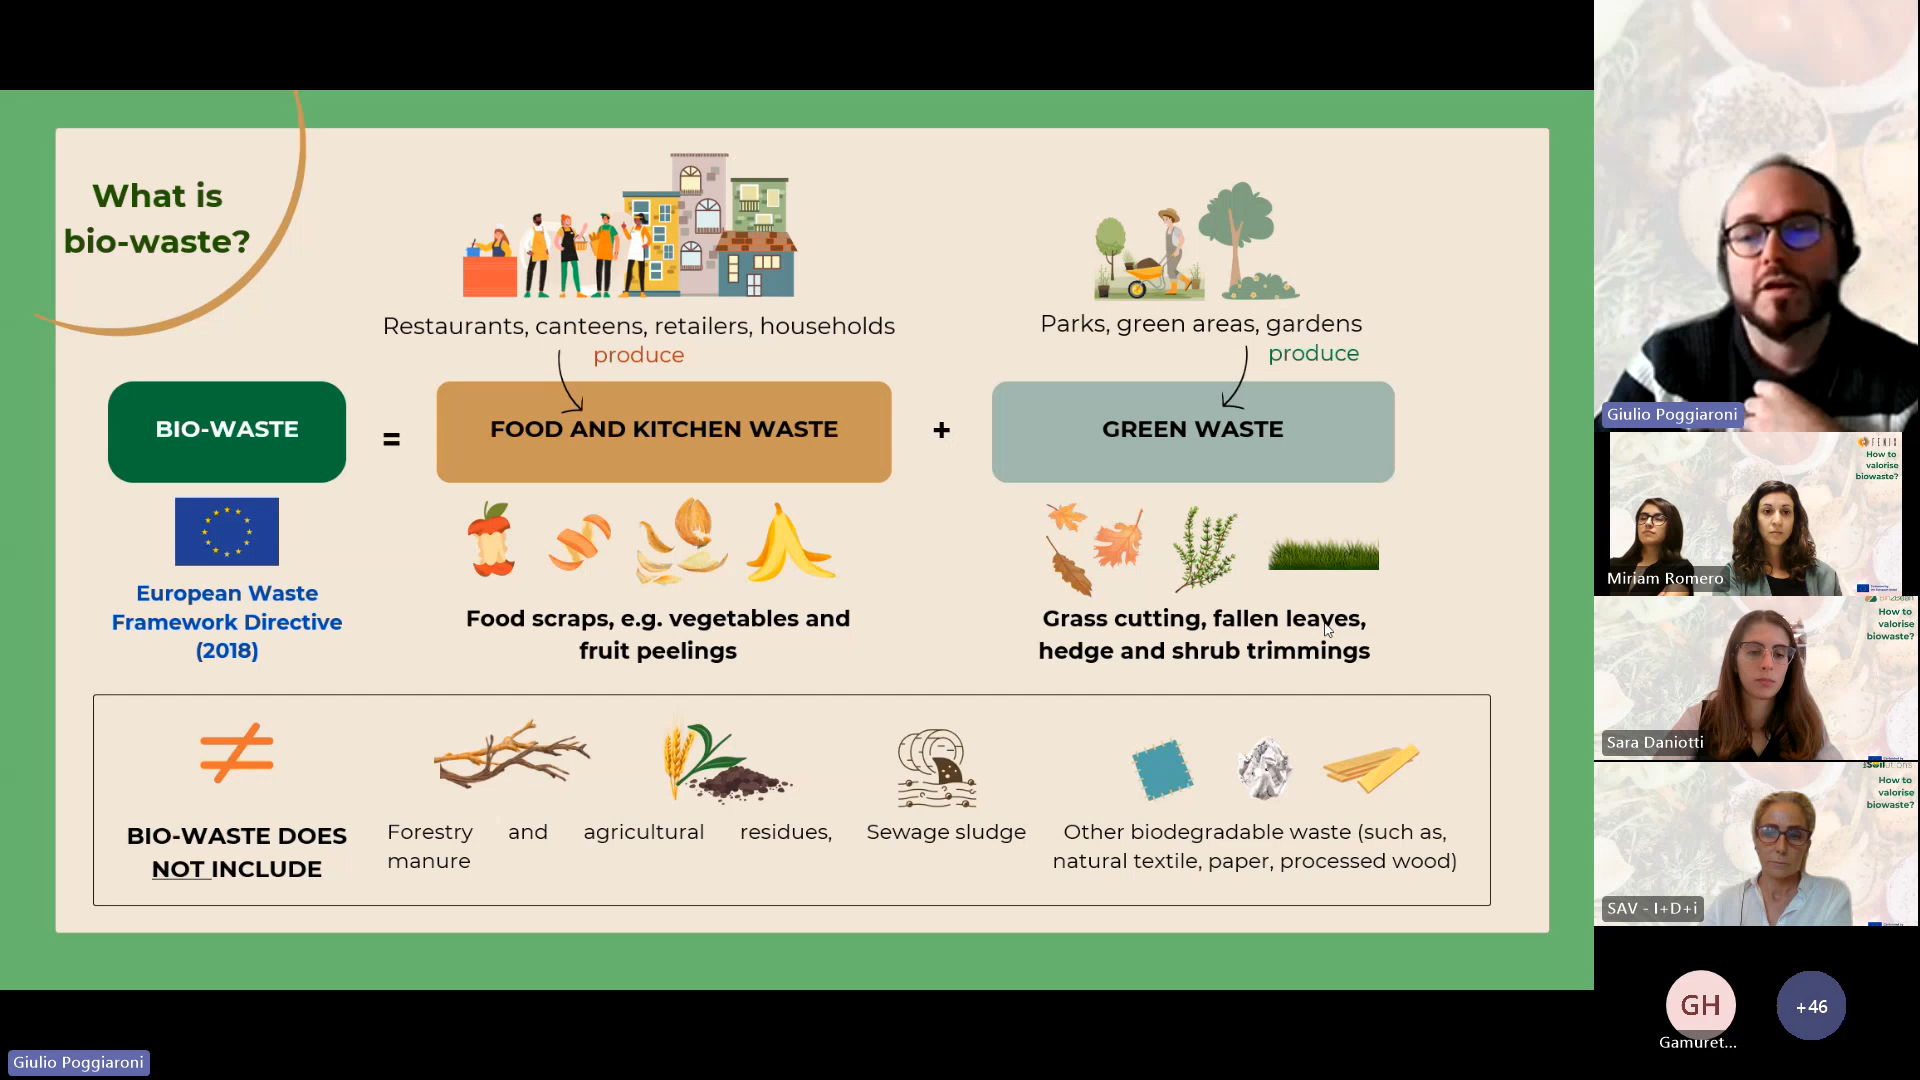 What is
bio-waste?
Restaurants, canteens, retailers, households
produce
Parks, green areas, gardens
produce
BIO-WASTE
=
FOOD AND KITCHEN WASTE
+
GREEN WASTE
European Waste
Framework Directive
(2018)
Food scraps, e.g. vegetables and
fruit peelings
Grass cutting, fallen leaves,
hedge and shrub trimmings
≠
BIO-WASTE DOES
NOT INCLUDE
Forestry and agricultural residues,
manure
Sewage sludge
Other biodegradable waste (such as,
natural textile, paper, processed wood)
Giulio Poggiaroni
Giulio Poggiaroni
FENIX
How to
valorise
biowaste?
Miriam Romero
How to
valorise
biowaste?
Sara Daniotti
How to
valorise
biowaste?
SAV - I+D+i
GH
Gamuret...
+46